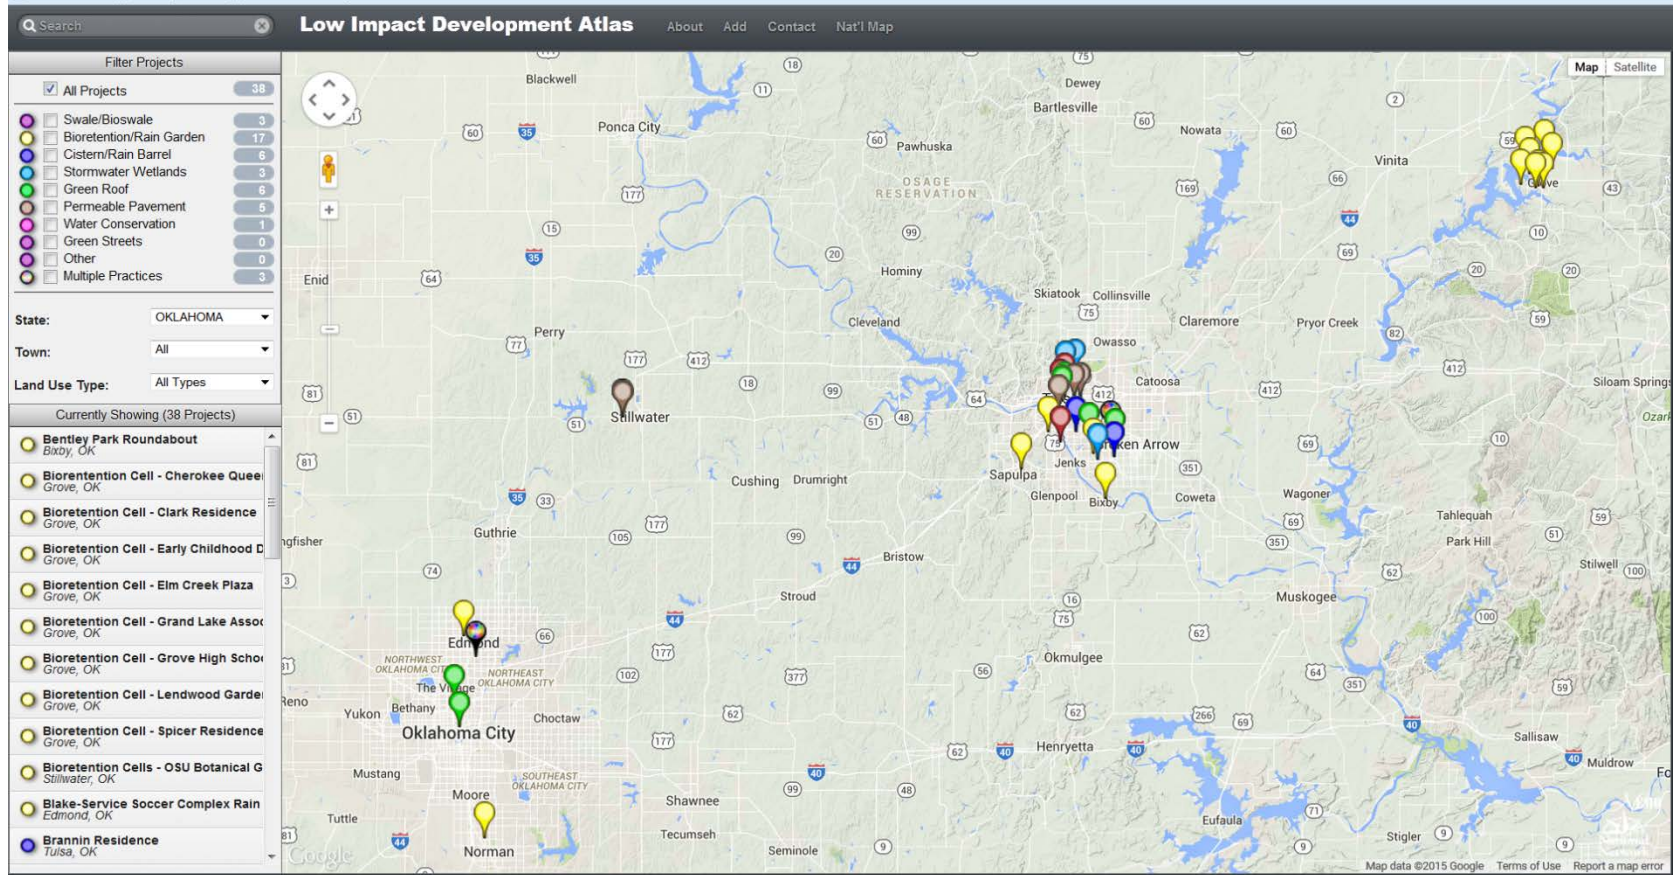 Search
Low Impact Development Atlas
About Add Contact Nat'l Map
Filter Projects
All Projects 38
Swale/Bioswale 3
Bioretention/Rain Garden 17
Cistern/Rain Barrel 6
Stormwater Wetlands 3
Green Roof 6
Permeable Pavement 5
Water Conservation 1
Green Streets 0
Other 0
Multiple Practices 3
State: OKLAHOMA
Town: All
Land Use Type: All Types
Currently Showing (38 Projects)
Bentley Park Roundabout
Bixby, OK
Biorentention Cell - Cherokee Queen
Grove, OK
Bioretention Cell - Clark Residence
Grove, OK
Bioretention Cell - Early Childhood D
Grove, OK
Bioretention Cell - Elm Creek Plaza
Grove, OK
Bioretention Cell - Grand Lake Assoc
Grove, OK
Bioretention Cell - Grove High Schoo
Grove, OK
Bioretention Cell - Lendwood Garden
Grove, OK
Bioretention Cell - Spicer Residence
Grove, OK
Bioretention Cells - OSU Botanical G
Stillwater, OK
Blake-Service Soccer Complex Rain
Edmond, OK
Brannin Residence
Tulsa, OK
Map Satellite
Blackwell
Dewey
Bartlesville
Ponca City
Nowata
Pawhuska
Vinita
OSAGE
RESERVATION
Hominy
Enid
Skiatook Collinsville
Cleveland
Claremore
Pryor Creek
Perry
Owasso
Catoosa
Siloam Springs
Stillwater
Jenks
Sapulpa
Cushing Drumright
Glenpool
Bixby
Coweta
Wagoner
Tahlequah
Guthrie
Park Hill
ngfisher
Bristow
Stilwell
Stroud
Muskogee
Edmond
NORTHWEST
OKLAHOMA CITY
NORTHEAST
OKLAHOMA CITY
Okmulgee
The Village
Reno
Yukon Bethany
Choctaw
Oklahoma City
Henryetta
Sallisaw
Muldrow
Mustang
SOUTHEAST
OKLAHOMA CITY
Moore
Shawnee
Tuttle
Eufaula
Tecumseh
Stigler
Norman
Seminole
Google
Map data ©2015 Google Terms of Use Report a map error